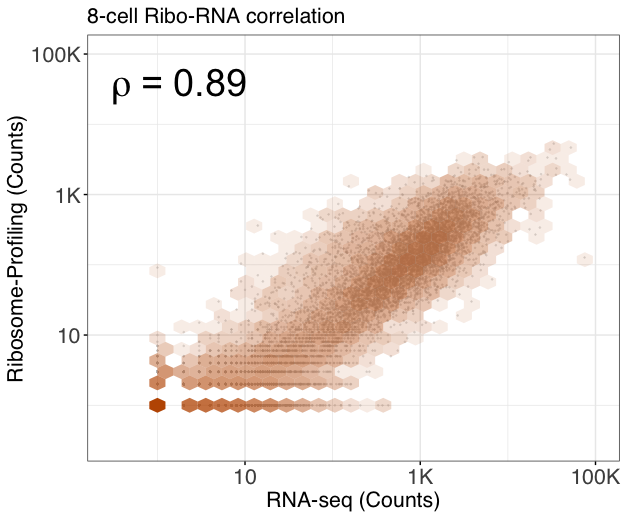 8-cell Ribo-RNA correlation
ρ = 0.89
100K
1K
10
Ribosome-Profiling (Counts)
10
1K
100K
RNA-seq (Counts)